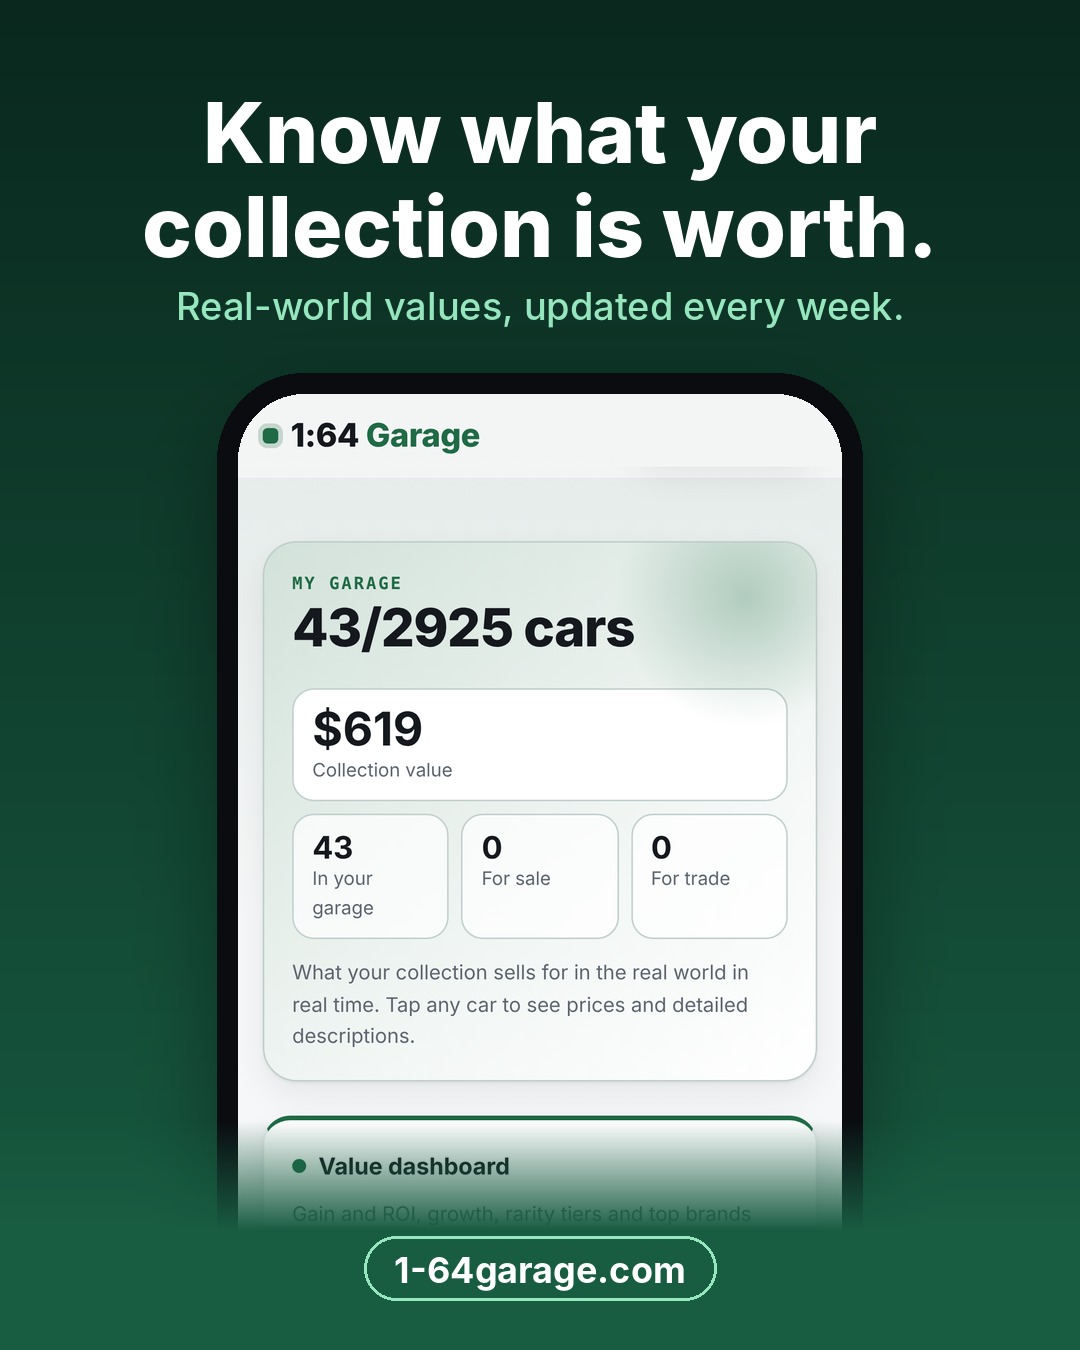 Know what your
collection is worth.
Real-world values, updated every week.
1:64 Garage
MY GARAGE
43/2925 cars
$619
Collection value
43
In your
garage
0
For sale
0
For trade
What your collection sells for in the real world in
real time. Tap any car to see prices and detailed
descriptions.
Value dashboard
Gain and ROI, growth, rarity tiers and top brands
1-64garage.com